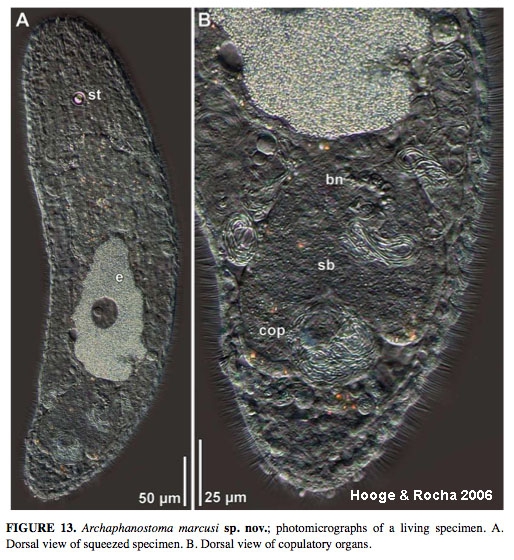 A
B
st
bn
e
sb
cop
50 µm
25 µm
Hooge & Rocha 2006
FIGURE 13. Archaphanostoma marcusi sp. nov.; photomicrographs of a living specimen. A.
Dorsal view of squeezed specimen. B. Dorsal view of copulatory organs.